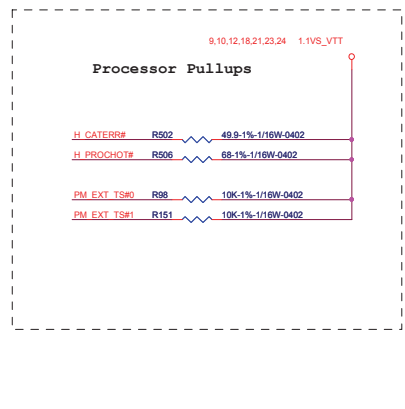 9,10,12,18,21,23,24 1.1VS_VTT
Processor Pullups
H_CATERR# R502 49.9-1%-1/16W-0402
H_PROCHOT# R506 68-1%-1/16W-0402
PM_EXT_TS#0 R98 10K-1%-1/16W-0402
PM_EXT_TS#1 R151 10K-1%-1/16W-0402